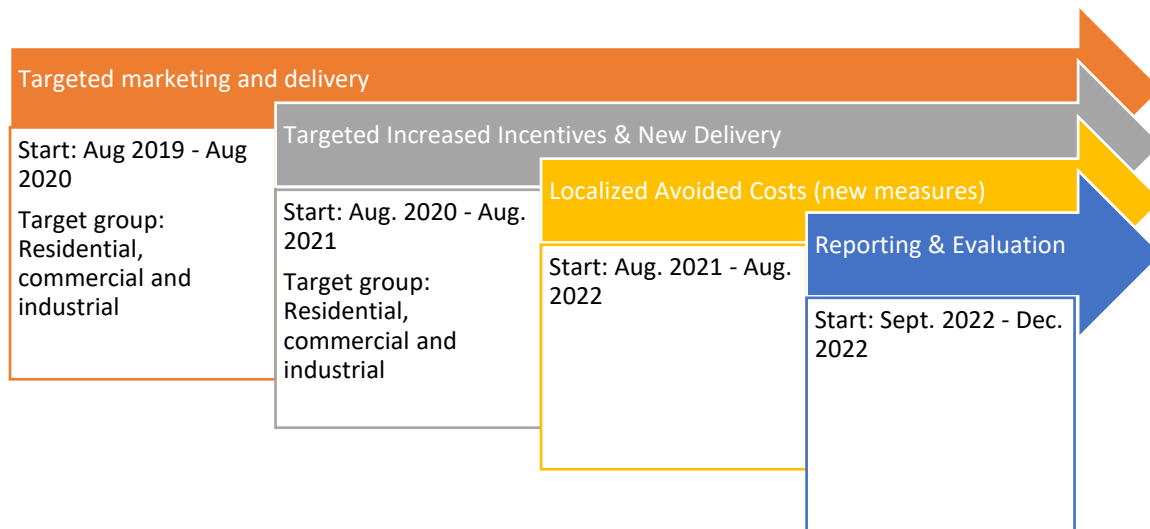 Targeted marketing and delivery
Start: Aug 2019 - Aug
2020
Target group:
Residential,
commercial and
industrial
Targeted Increased Incentives & New Delivery
Start: Aug. 2020 - Aug.
2021
Target group:
Residential,
commercial and
industrial
Localized Avoided Costs (new measures)
Start: Aug. 2021 - Aug.
2022
Reporting & Evaluation
Start: Sept. 2022 - Dec.
2022